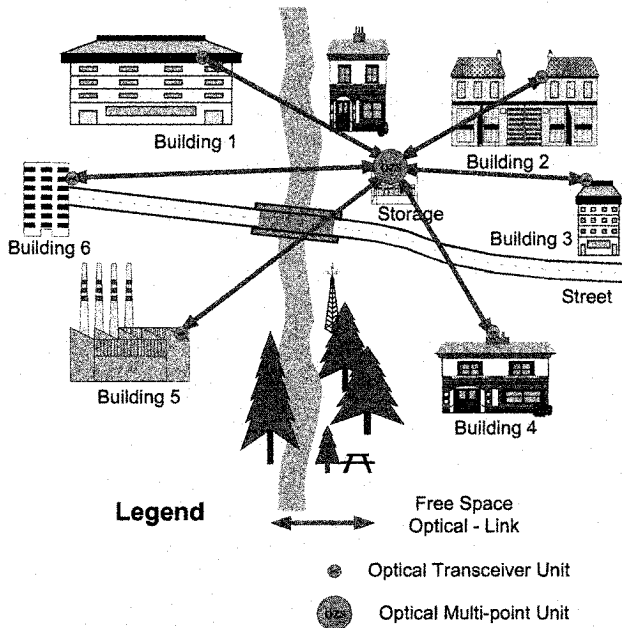 Building 1
Building 2
Storage
Building 6
Building 3
Street
Building 5
Building 4
Legend
Free Space
Optical - Link
Optical Transceiver Unit
Optical Multi-point Unit